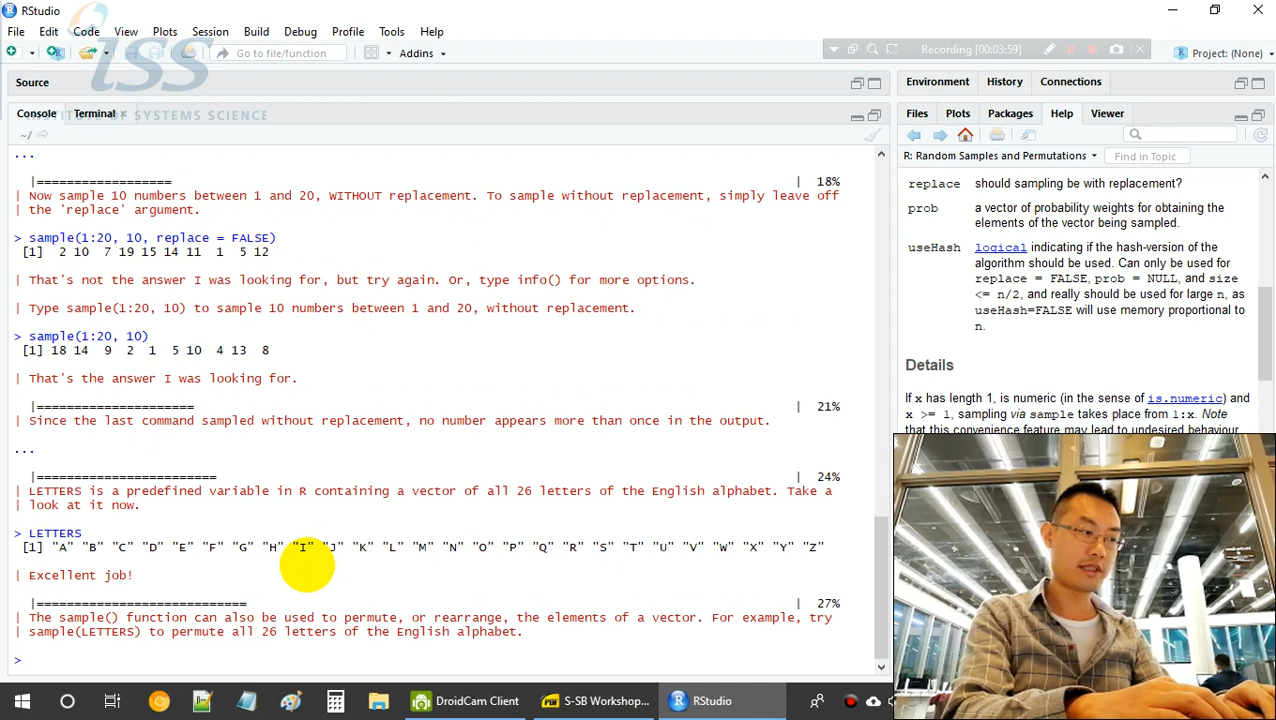 RStudio
File Edit Code View Plots Session Build Debug Profile Tools Help
Go to file/function Addins Recording [00:03:59] Project: (None)
iss
INSTITUTE OF SYSTEMS SCIENCE
Source
Console Terminal ×
~/
...
|================== | 18%
| Now sample 10 numbers between 1 and 20, WITHOUT replacement. To sample without replacement, simply leave off
| the 'replace' argument.
> sample(1:20, 10, replace = FALSE)
[1] 2 10 7 19 15 14 11 1 5 12
| That's not the answer I was looking for, but try again. Or, type info() for more options.
| Type sample(1:20, 10) to sample 10 numbers between 1 and 20, without replacement.
> sample(1:20, 10)
[1] 18 14 9 2 1 5 10 4 13 8
| That's the answer I was looking for.
|===================== | 21%
| Since the last command sampled without replacement, no number appears more than once in the output.
...
|======================== | 24%
| LETTERS is a predefined variable in R containing a vector of all 26 letters of the English alphabet. Take a
| look at it now.
> LETTERS
[1] "A" "B" "C" "D" "E" "F" "G" "H" "I" "J" "K" "L" "M" "N" "O" "P" "Q" "R" "S" "T" "U" "V" "W" "X" "Y" "Z"
| Excellent job!
|============================ | 27%
| The sample() function can also be used to permute, or rearrange, the elements of a vector. For example, try
| sample(LETTERS) to permute all 26 letters of the English alphabet.
>
Environment History Connections
Files Plots Packages Help Viewer
R: Random Samples and Permutations Find in Topic
replace should sampling be with replacement?
prob a vector of probability weights for obtaining the
elements of the vector being sampled.
useHash logical indicating if the hash-version of the
algorithm should be used. Can only be used for
replace = FALSE, prob = NULL, and size
<= n/2, and really should be used for large n, as
useHash=FALSE will use memory proportional to
n.
Details
If x has length 1, is numeric (in the sense of is.numeric) and
x >= 1, sampling via sample takes place from 1:x. Note
that this convenience feature may lead to undesired behaviour
DroidCam Client S-SB Workshop... RStudio